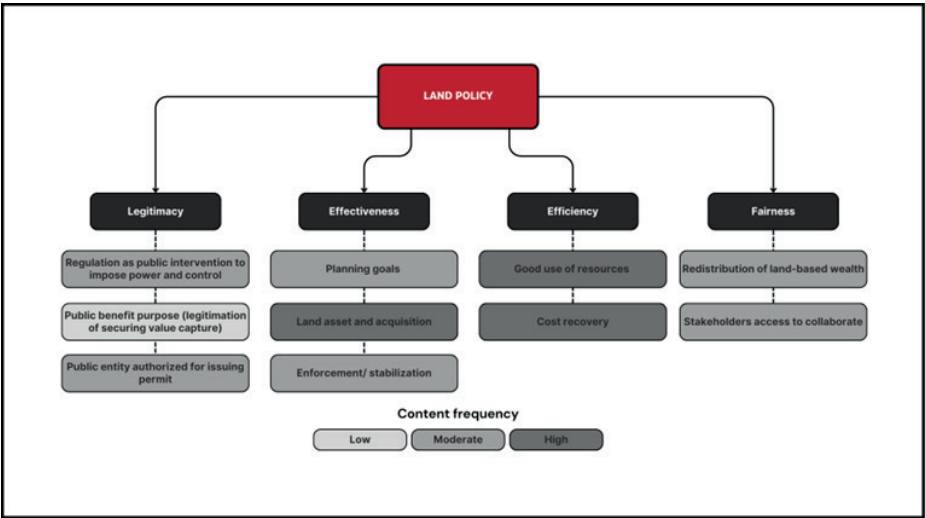 LAND POLICY
Legitimacy
Effectiveness
Efficiency
Fairness
Regulation as public intervention to
impose power and control
Planning goals
Good use of resources
Redistribution of land-based wealth
Public benefit purpose (legitimation
of securing value capture)
Land asset and acquisition
Cost recovery
Stakeholders access to collaborate
Public entity authorized for issuing
permit
Enforcement/ stabilization
Content frequency
Low
Moderate
High